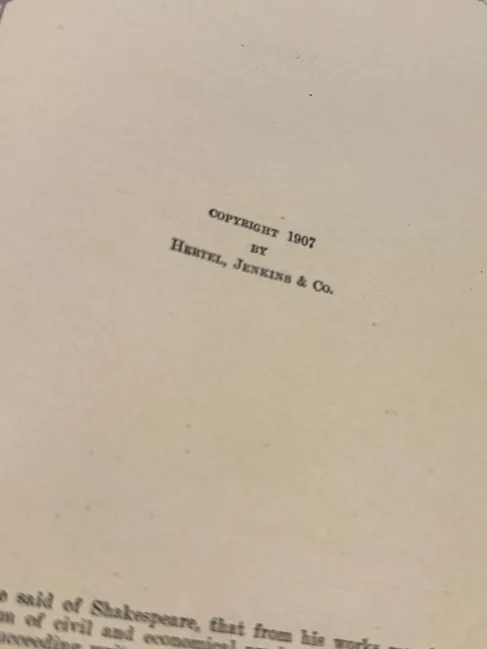 COPYRIGHT 1907
BY
HERTEL, JENKINS & Co.
said of Shakespeare, that from his works
of civil and economical